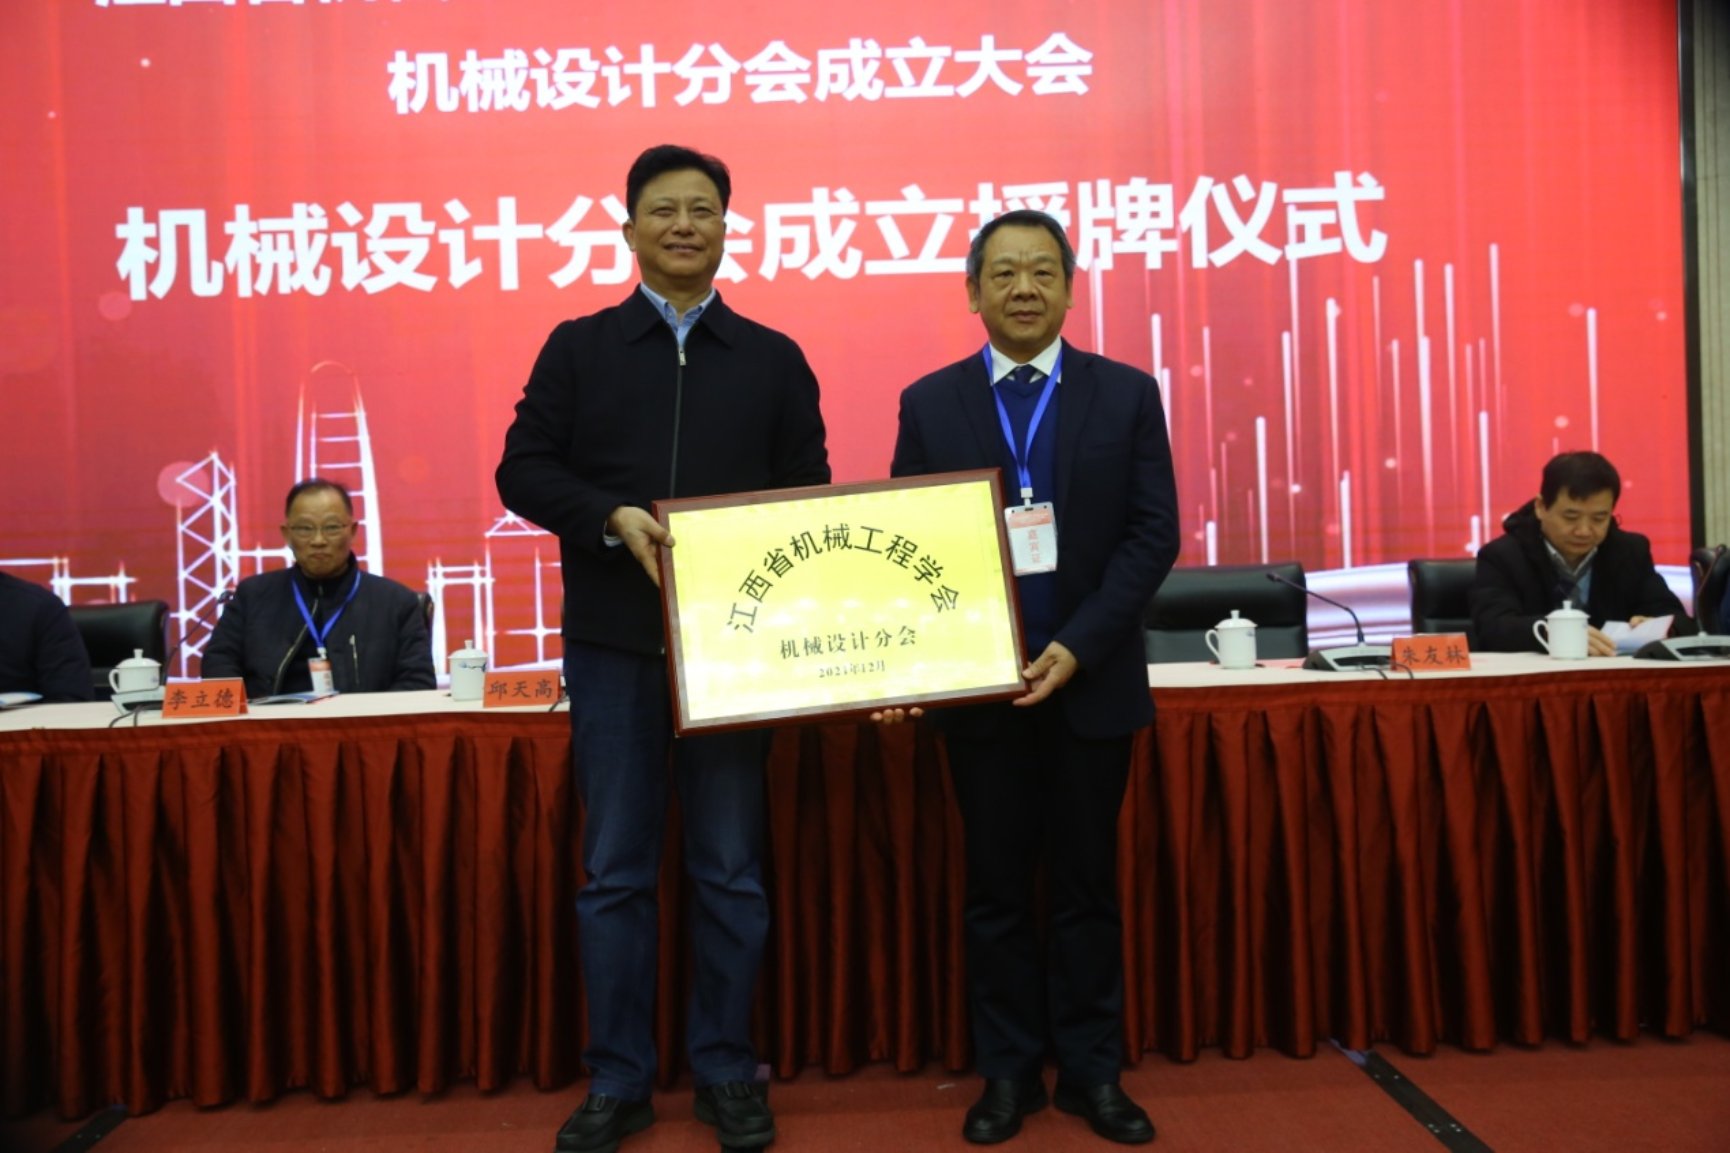 机械设计分会成立大会
机械设计分会成立授牌仪式
江西省机械工程学会
机械设计分会
2021年12月
嘉宾证
李立德
邱天高
朱友林